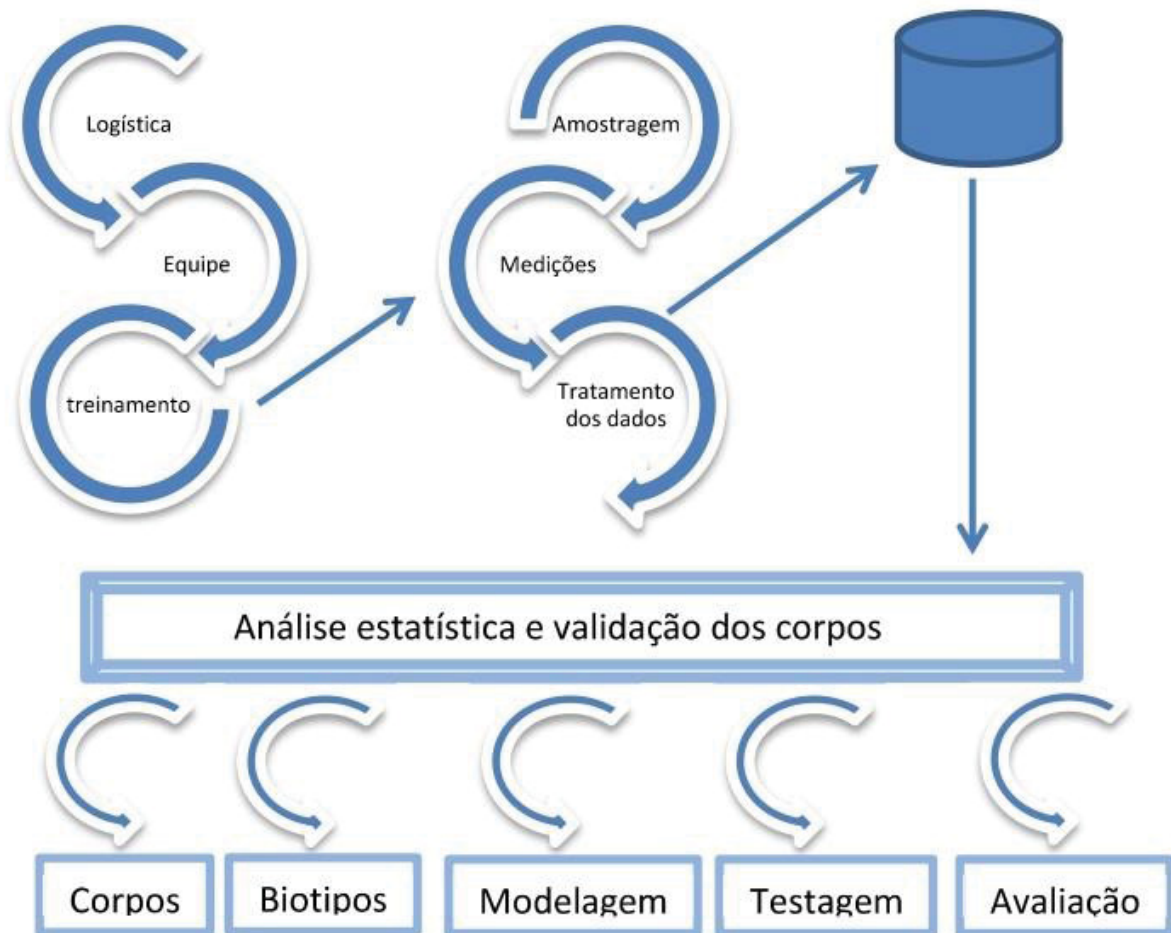 Logística
Equipe
treinamento
Amostragem
Medições
Tratamento
dos dados
Análise estatística e validação dos corpos
Corpos
Biotipos
Modelagem
Testagem
Avaliação